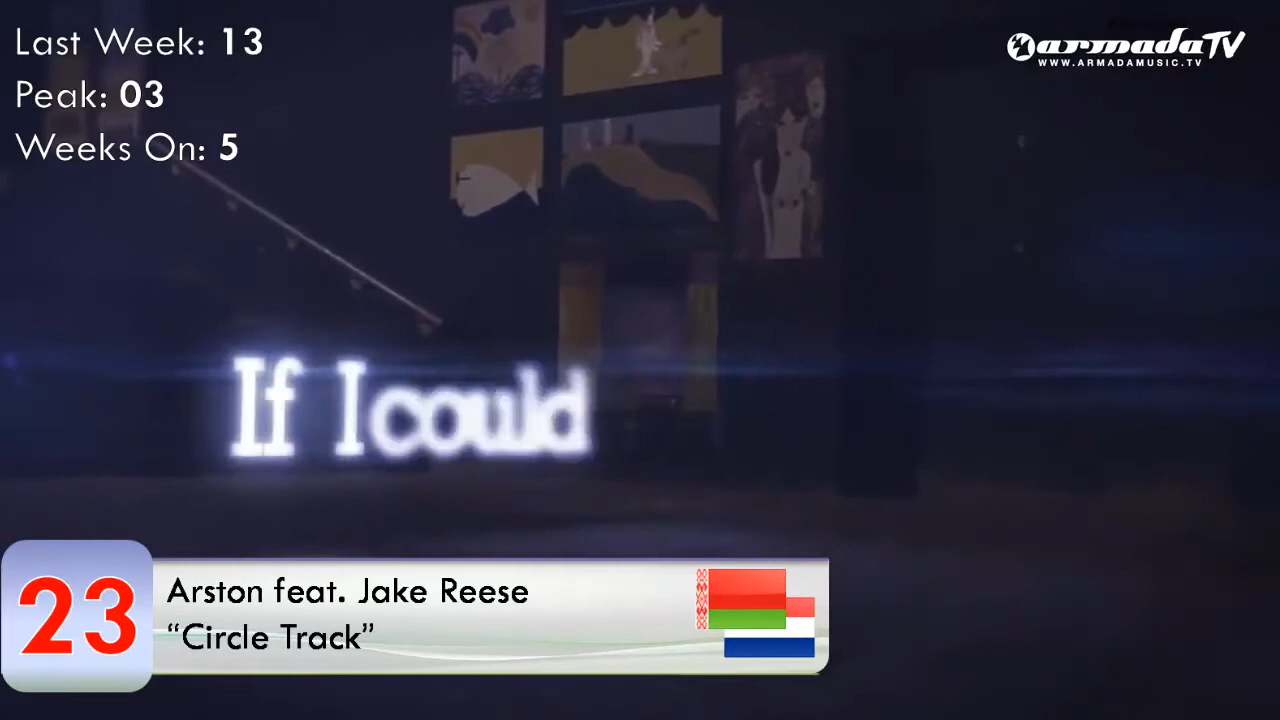 Last Week: 13
Peak: 03
Weeks On: 5
armadaTV
WWW.ARMADAMUSIC.TV
If I could
23
Arston feat. Jake Reese
“Circle Track”